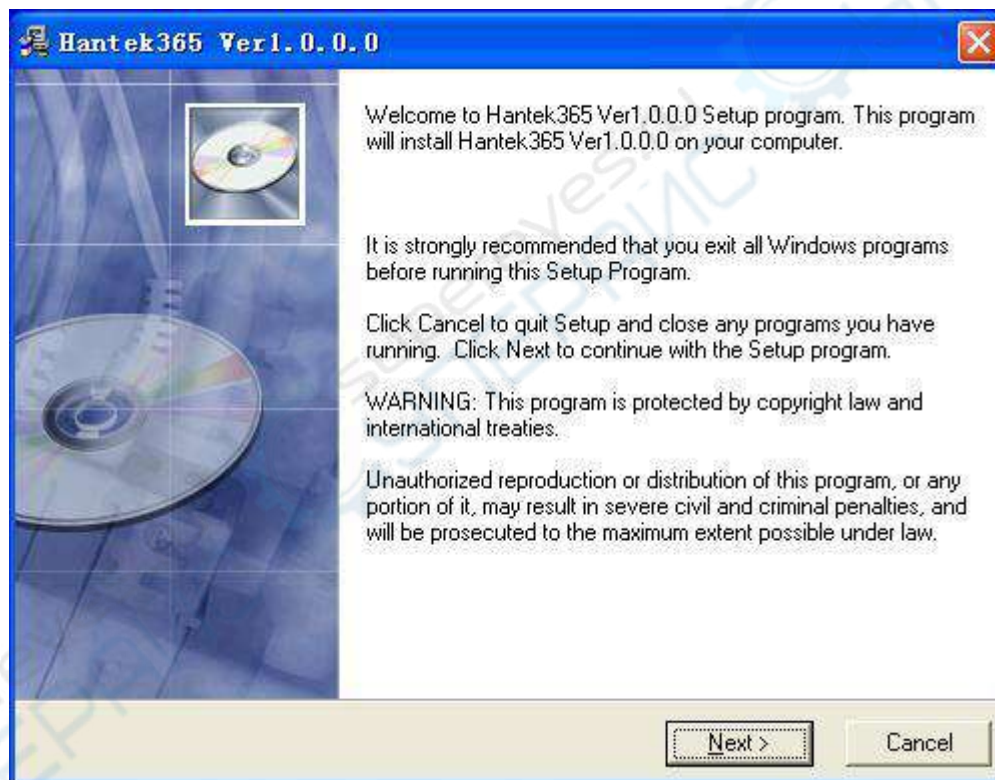 Hantek365 Ver1.0.0.0
Welcome to Hantek365 Ver1.0.0.0 Setup program. This program
will install Hantek365 Ver1.0.0.0 on your computer.
It is strongly recommended that you exit all Windows programs
before running this Setup Program.
Click Cancel to quit Setup and close any programs you have
running.  Click Next to continue with the Setup program.
WARNING: This program is protected by copyright law and
international treaties.
Unauthorized reproduction or distribution of this program, or any
portion of it, may result in severe civil and criminal penalties, and
will be prosecuted to the maximum extent possible under law.
Next >
Cancel